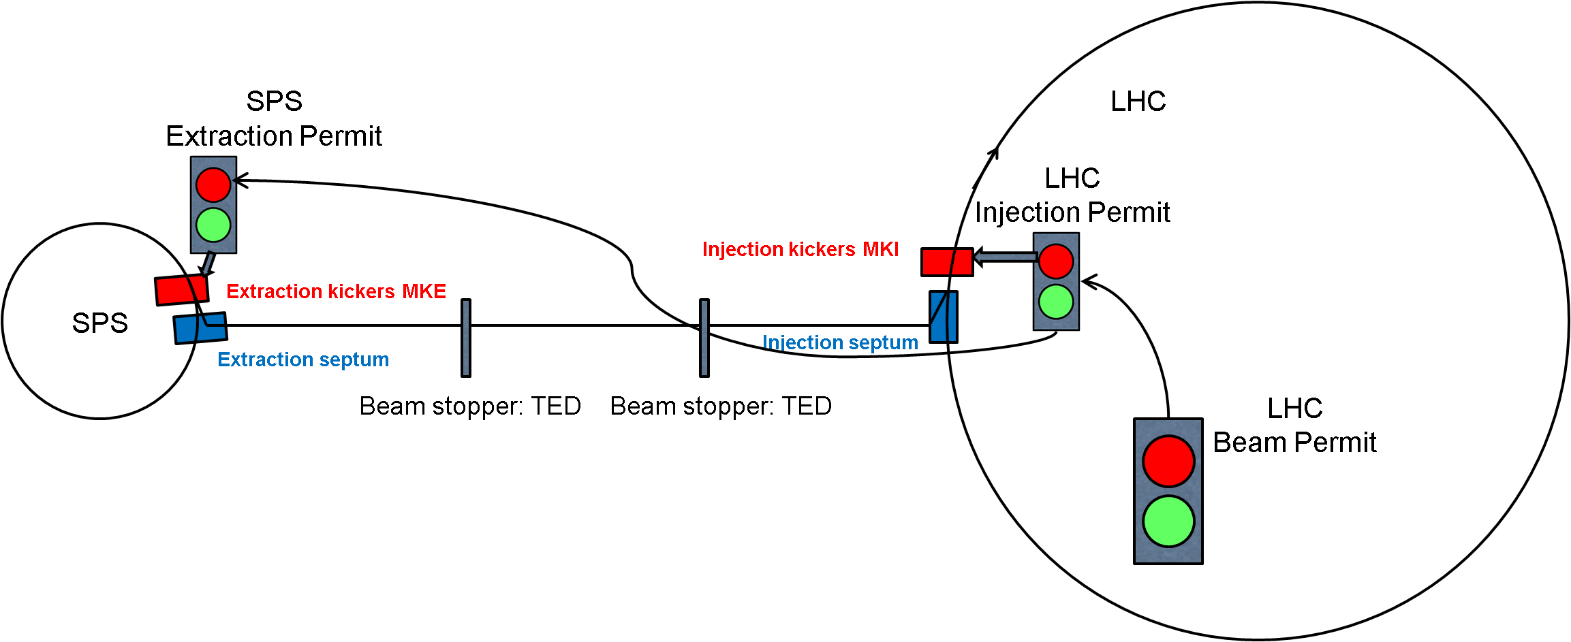 SPS
Extraction Permit
LHC
LHC
Injection Permit
Injection kickers MKI
Extraction kickers MKE
SPS
Injection septum
Extraction septum
Beam stopper: TED
Beam stopper: TED
LHC
Beam Permit